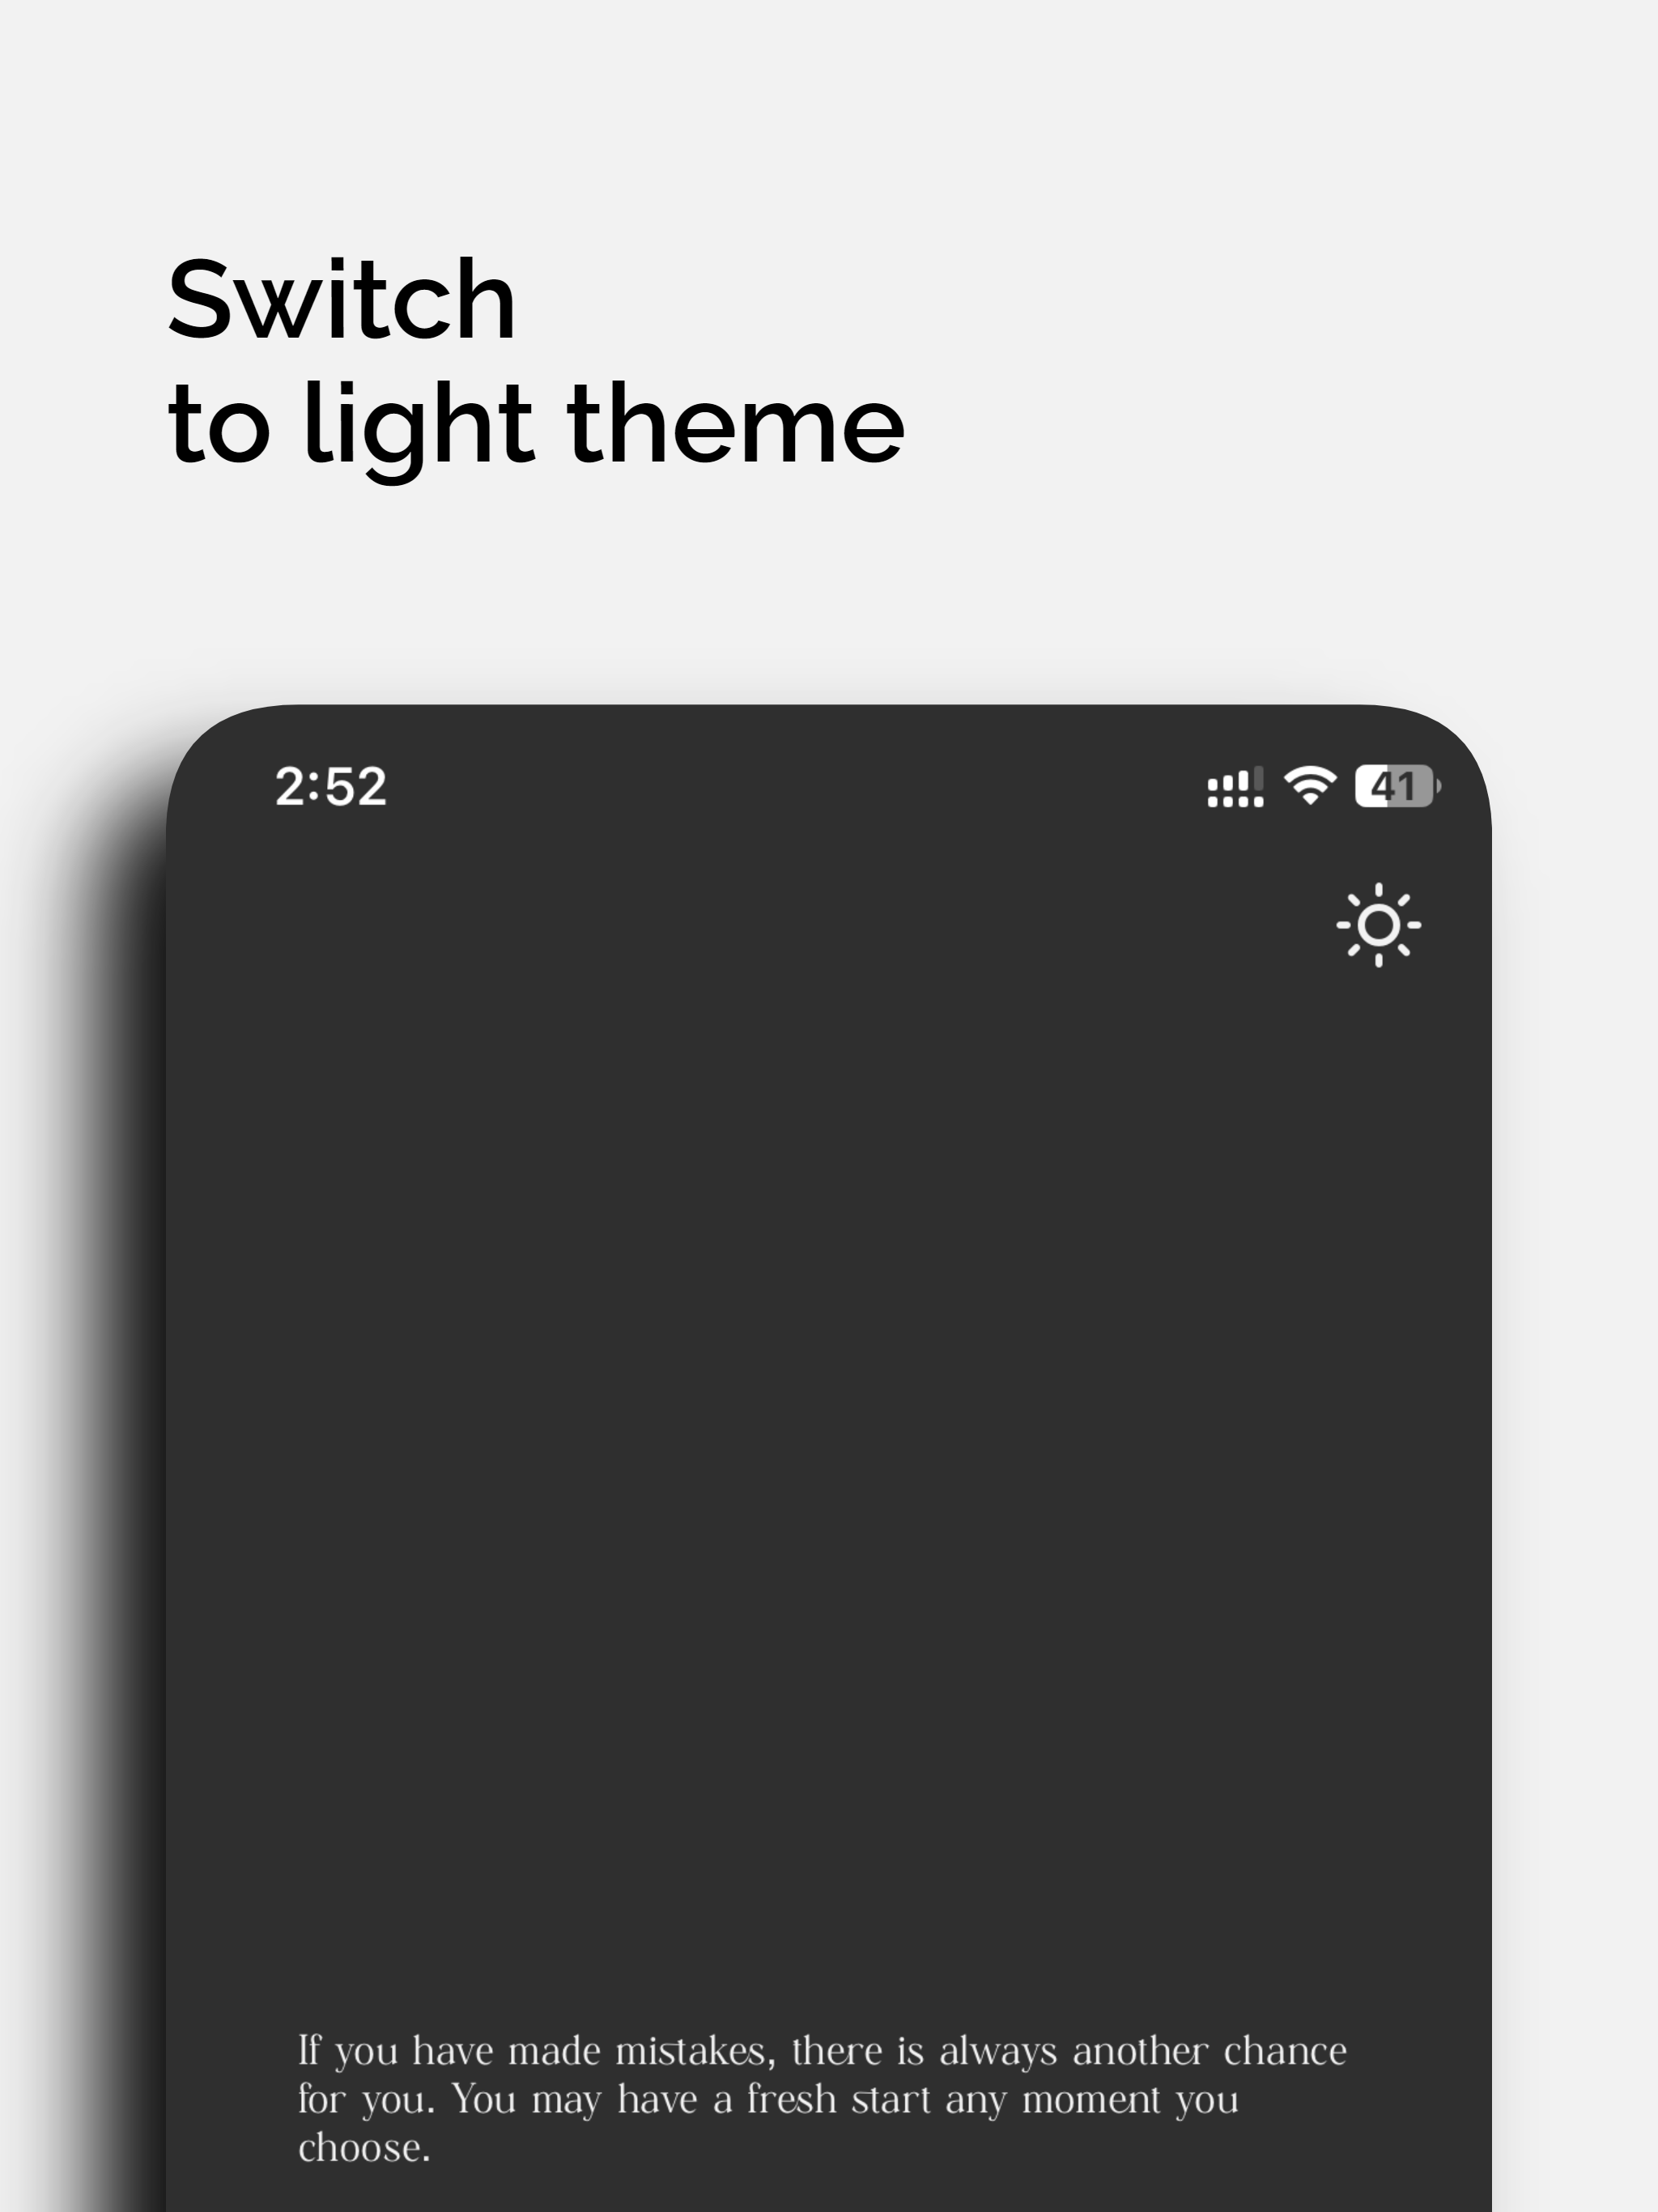 Switch
to light theme
2:52
41
If you have made mistakes, there is always another chance
for you. You may have a fresh start any moment you
choose.